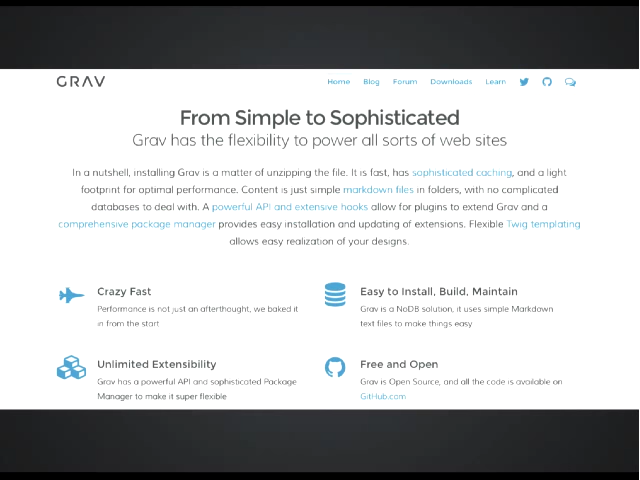 GRAV
Home Blog Forum Downloads Learn
From Simple to Sophisticated
Grav has the flexibility to power all sorts of web sites
In a nutshell, installing Grav is a matter of unzipping the file. It is fast, has sophisticated caching, and a light
footprint for optimal performance. Content is just simple markdown files in folders, with no complicated
databases to deal with. A powerful API and extensive hooks allow for plugins to extend Grav and a
comprehensive package manager provides easy installation and updating of extensions. Flexible Twig templating
allows easy realization of your designs.
Crazy Fast
Performance is not just an afterthought, we baked it
in from the start
Easy to Install, Build, Maintain
Grav is a NoDB solution, it uses simple Markdown
text files to make things easy
Unlimited Extensibility
Grav has a powerful API and sophisticated Package
Manager to make it super flexible
Free and Open
Grav is Open Source, and all the code is available on
GitHub.com